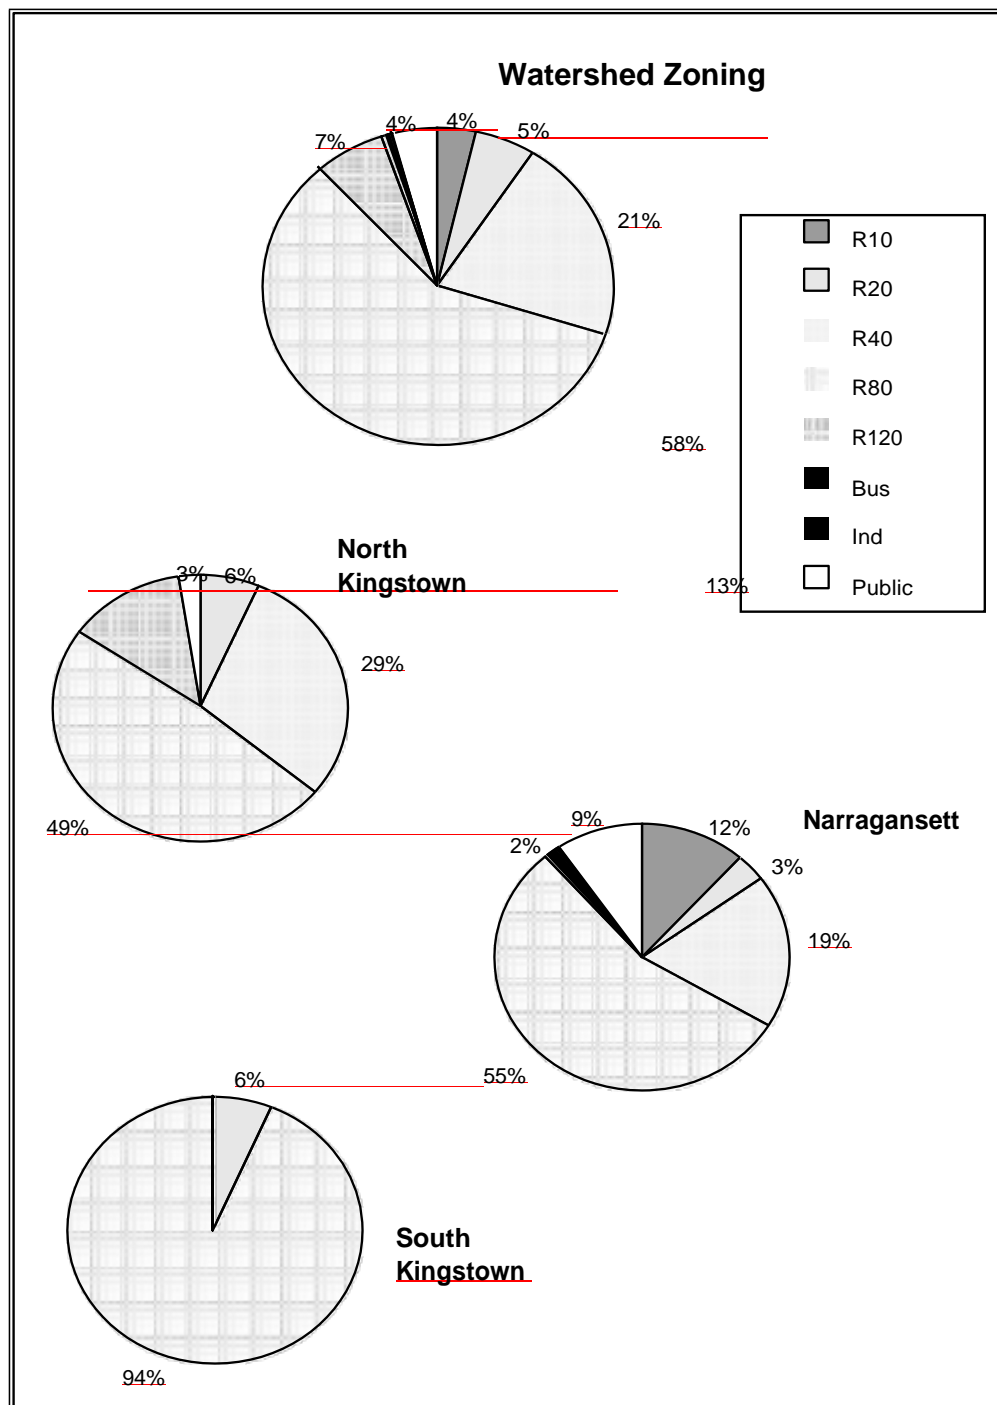 Watershed Zoning
4% 4% 5%
7%
21%
58%
R10
R20
R40
R80
R120
Bus
Ind
Public
North
Kingstown
3% 6%
13%
29%
49%
Narragansett
9% 12%
2% 3%
19%
55%
6%
South
Kingstown
94%